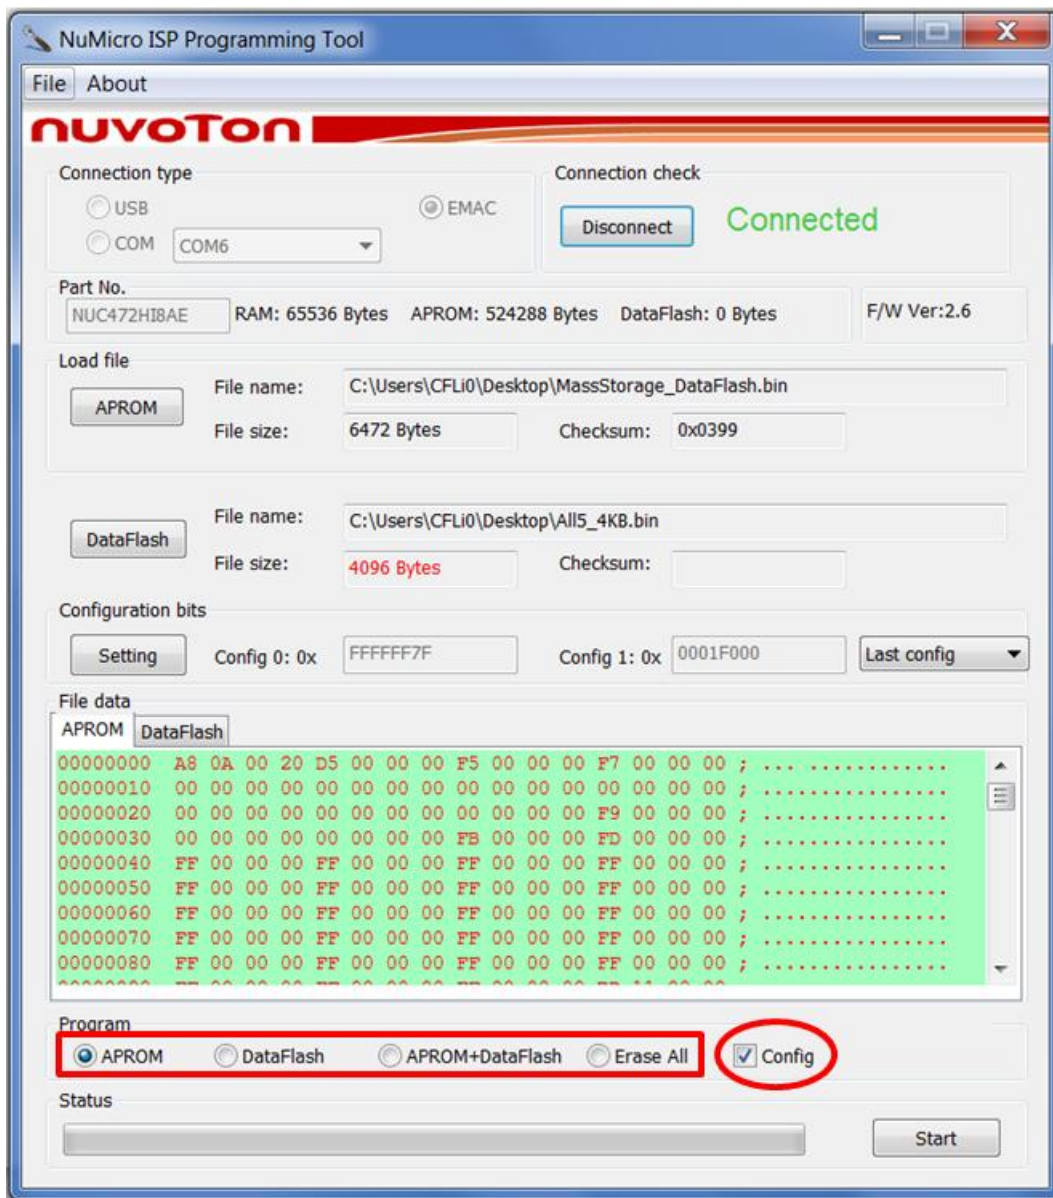 NuMicro ISP Programming Tool
File About
nuvoTon
Connection type
Connection check
USB EMAC
COM COM6
Disconnect Connected
Part No.
NUC472HI8AE RAM: 65536 Bytes APROM: 524288 Bytes DataFlash: 0 Bytes F/W Ver:2.6
Load file
APROM File name: C:\Users\CFLi0\Desktop\MassStorage_DataFlash.bin
File size: 6472 Bytes Checksum: 0x0399
DataFlash File name: C:\Users\CFLi0\Desktop\All5_4KB.bin
File size: 4096 Bytes Checksum:
Configuration bits
Setting Config 0: 0x FFFFFF7F Config 1: 0x 0001F000 Last config
File data
APROM DataFlash
00000000 A8 0A 00 20 D5 00 00 00 F5 00 00 00 F7 00 00 00 ; ... ............
00000010 00 00 00 00 00 00 00 00 00 00 00 00 00 00 00 00 ; ................
00000020 00 00 00 00 00 00 00 00 00 00 00 00 F9 00 00 00 ; ................
00000030 00 00 00 00 00 00 00 00 FB 00 00 00 FD 00 00 00 ; ................
00000040 FF 00 00 00 FF 00 00 00 FF 00 00 00 FF 00 00 00 ; ................
00000050 FF 00 00 00 FF 00 00 00 FF 00 00 00 FF 00 00 00 ; ................
00000060 FF 00 00 00 FF 00 00 00 FF 00 00 00 FF 00 00 00 ; ................
00000070 FF 00 00 00 FF 00 00 00 FF 00 00 00 FF 00 00 00 ; ................
00000080 FF 00 00 00 FF 00 00 00 FF 00 00 00 FF 00 00 00 ; ................
Program
APROM DataFlash APROM+DataFlash Erase All Config
Status
Start